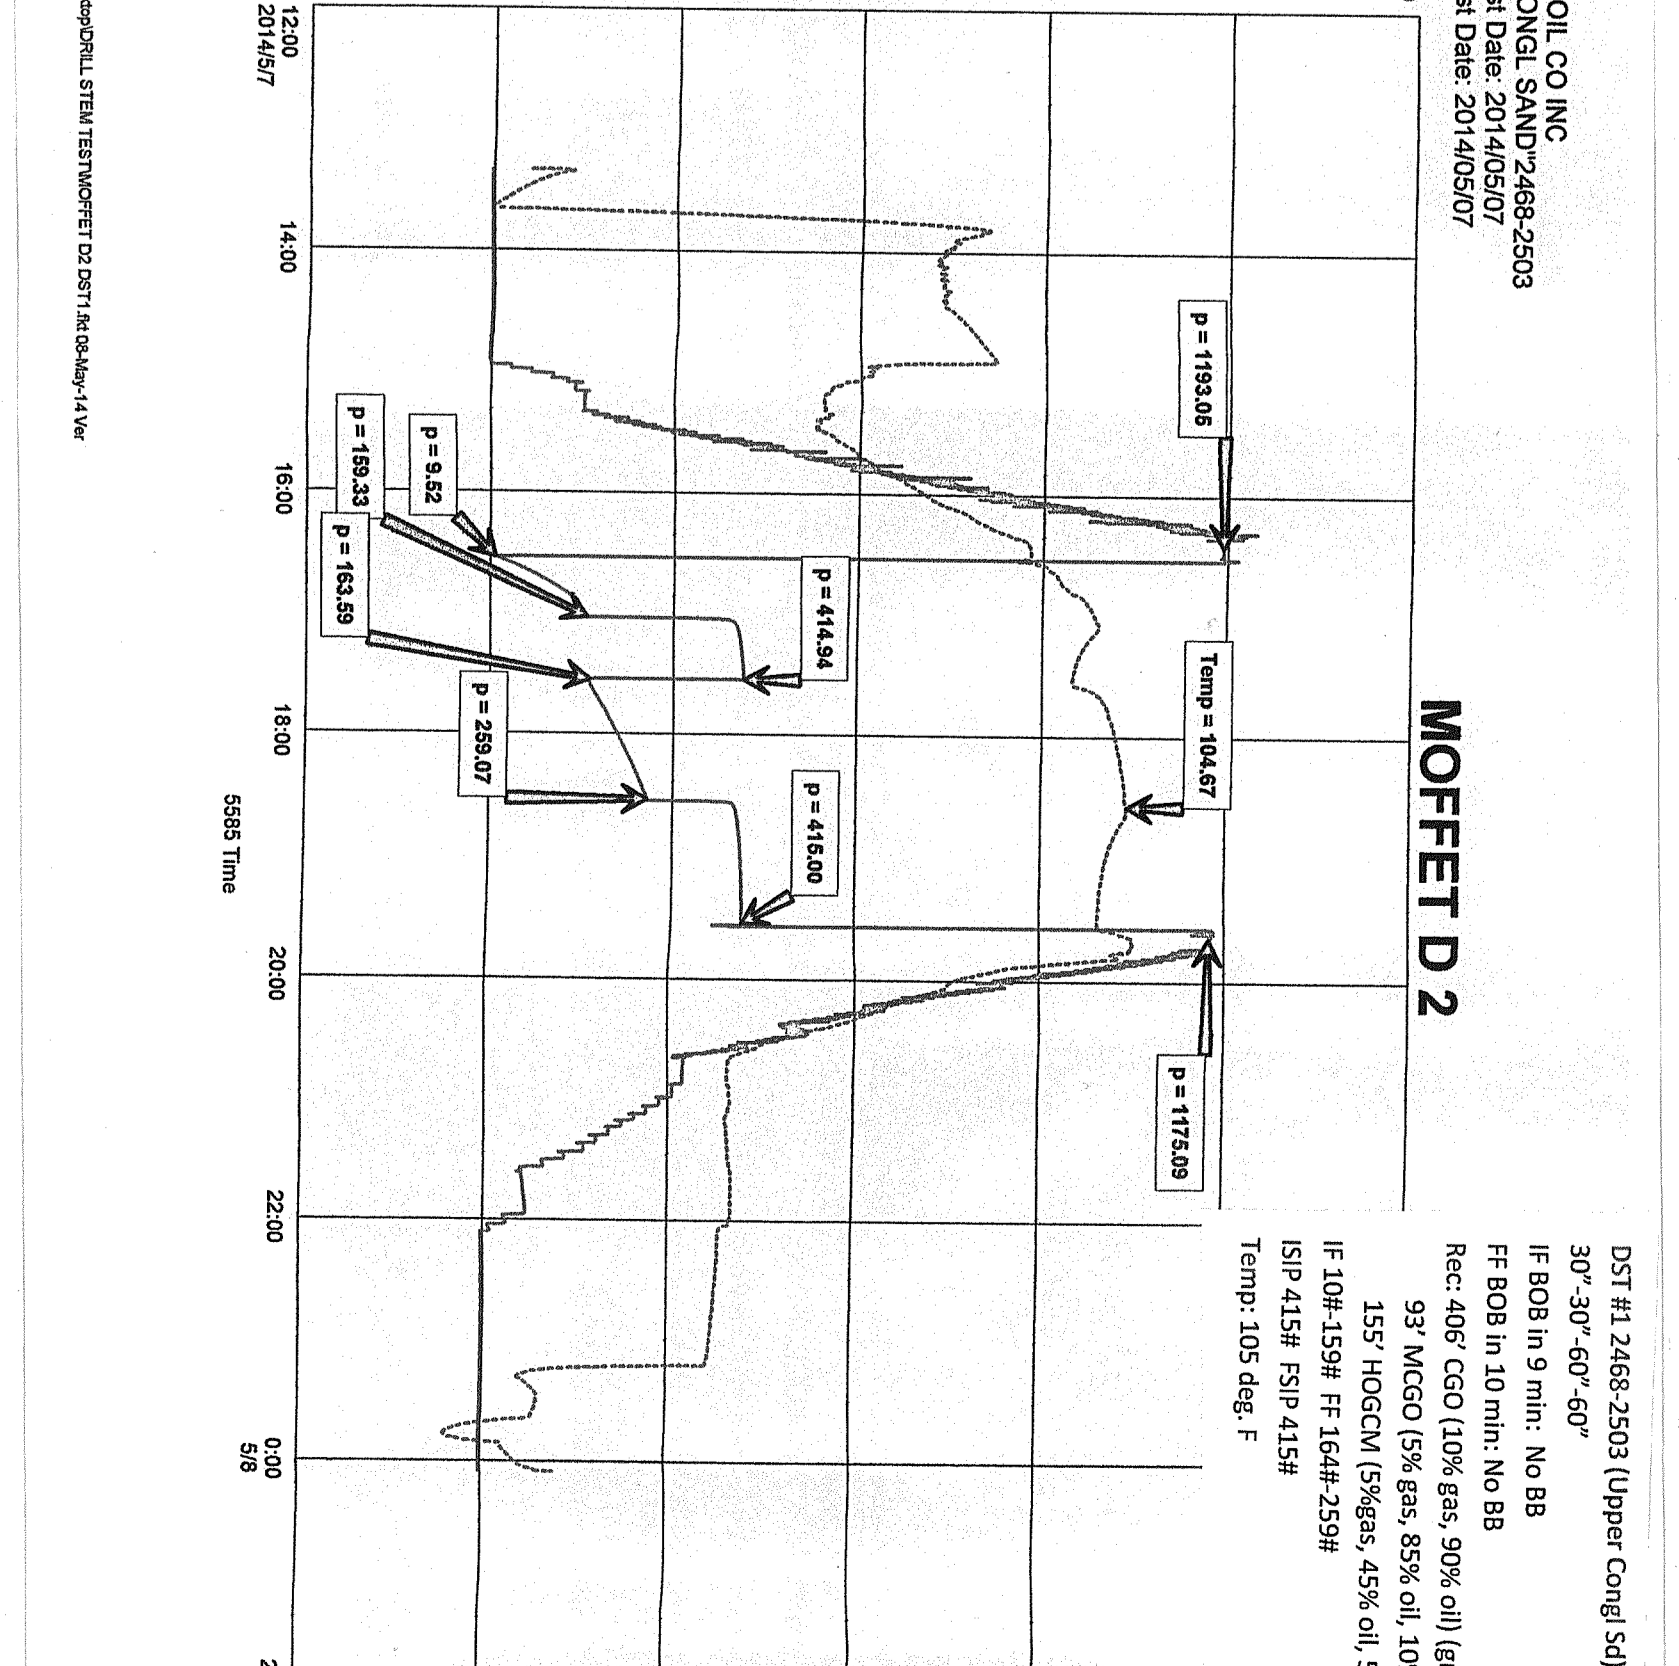 OIL CO INC
ONGL SAND"2468-2503
st Date: 2014/05/07
st Date: 2014/05/07
MOFFET D 2
DST #1 2468-2503 (Upper Congl Sd)
30"-30"-60"-60"
IF BOB in 9 min: No BB
FF BOB in 10 min: No BB
Rec: 406' CGO (10% gas, 90% oil)
93' MCGO (5% gas, 85% oil, 10%
155' HOGCM (5%gas, 45% oil,
IF 10#-159# FF 164#-259#
ISIP 415# FSIP 415#
Temp: 105 deg. F
p = 1193.05
Temp = 104.67
p = 1175.09
p = 414.94
p = 415.00
p = 9.52
p = 159.33
p = 163.59
p = 259.07
12:00
2014/5/7
14:00
16:00
18:00
20:00
22:00
0:00
5/8
5585 Time
top\DRILL STEM TEST\MOFFET D2 DST1.fkt 08-May-14 Ver